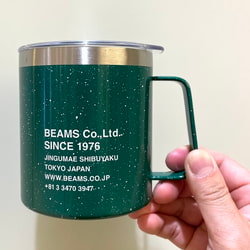 BEAMS Co.,Ltd.
SINCE 1976
JINGUMAE SHIBUYAKU
TOKYO JAPAN
WWW.BEAMS.CO.JP
+81 3 3470 3947